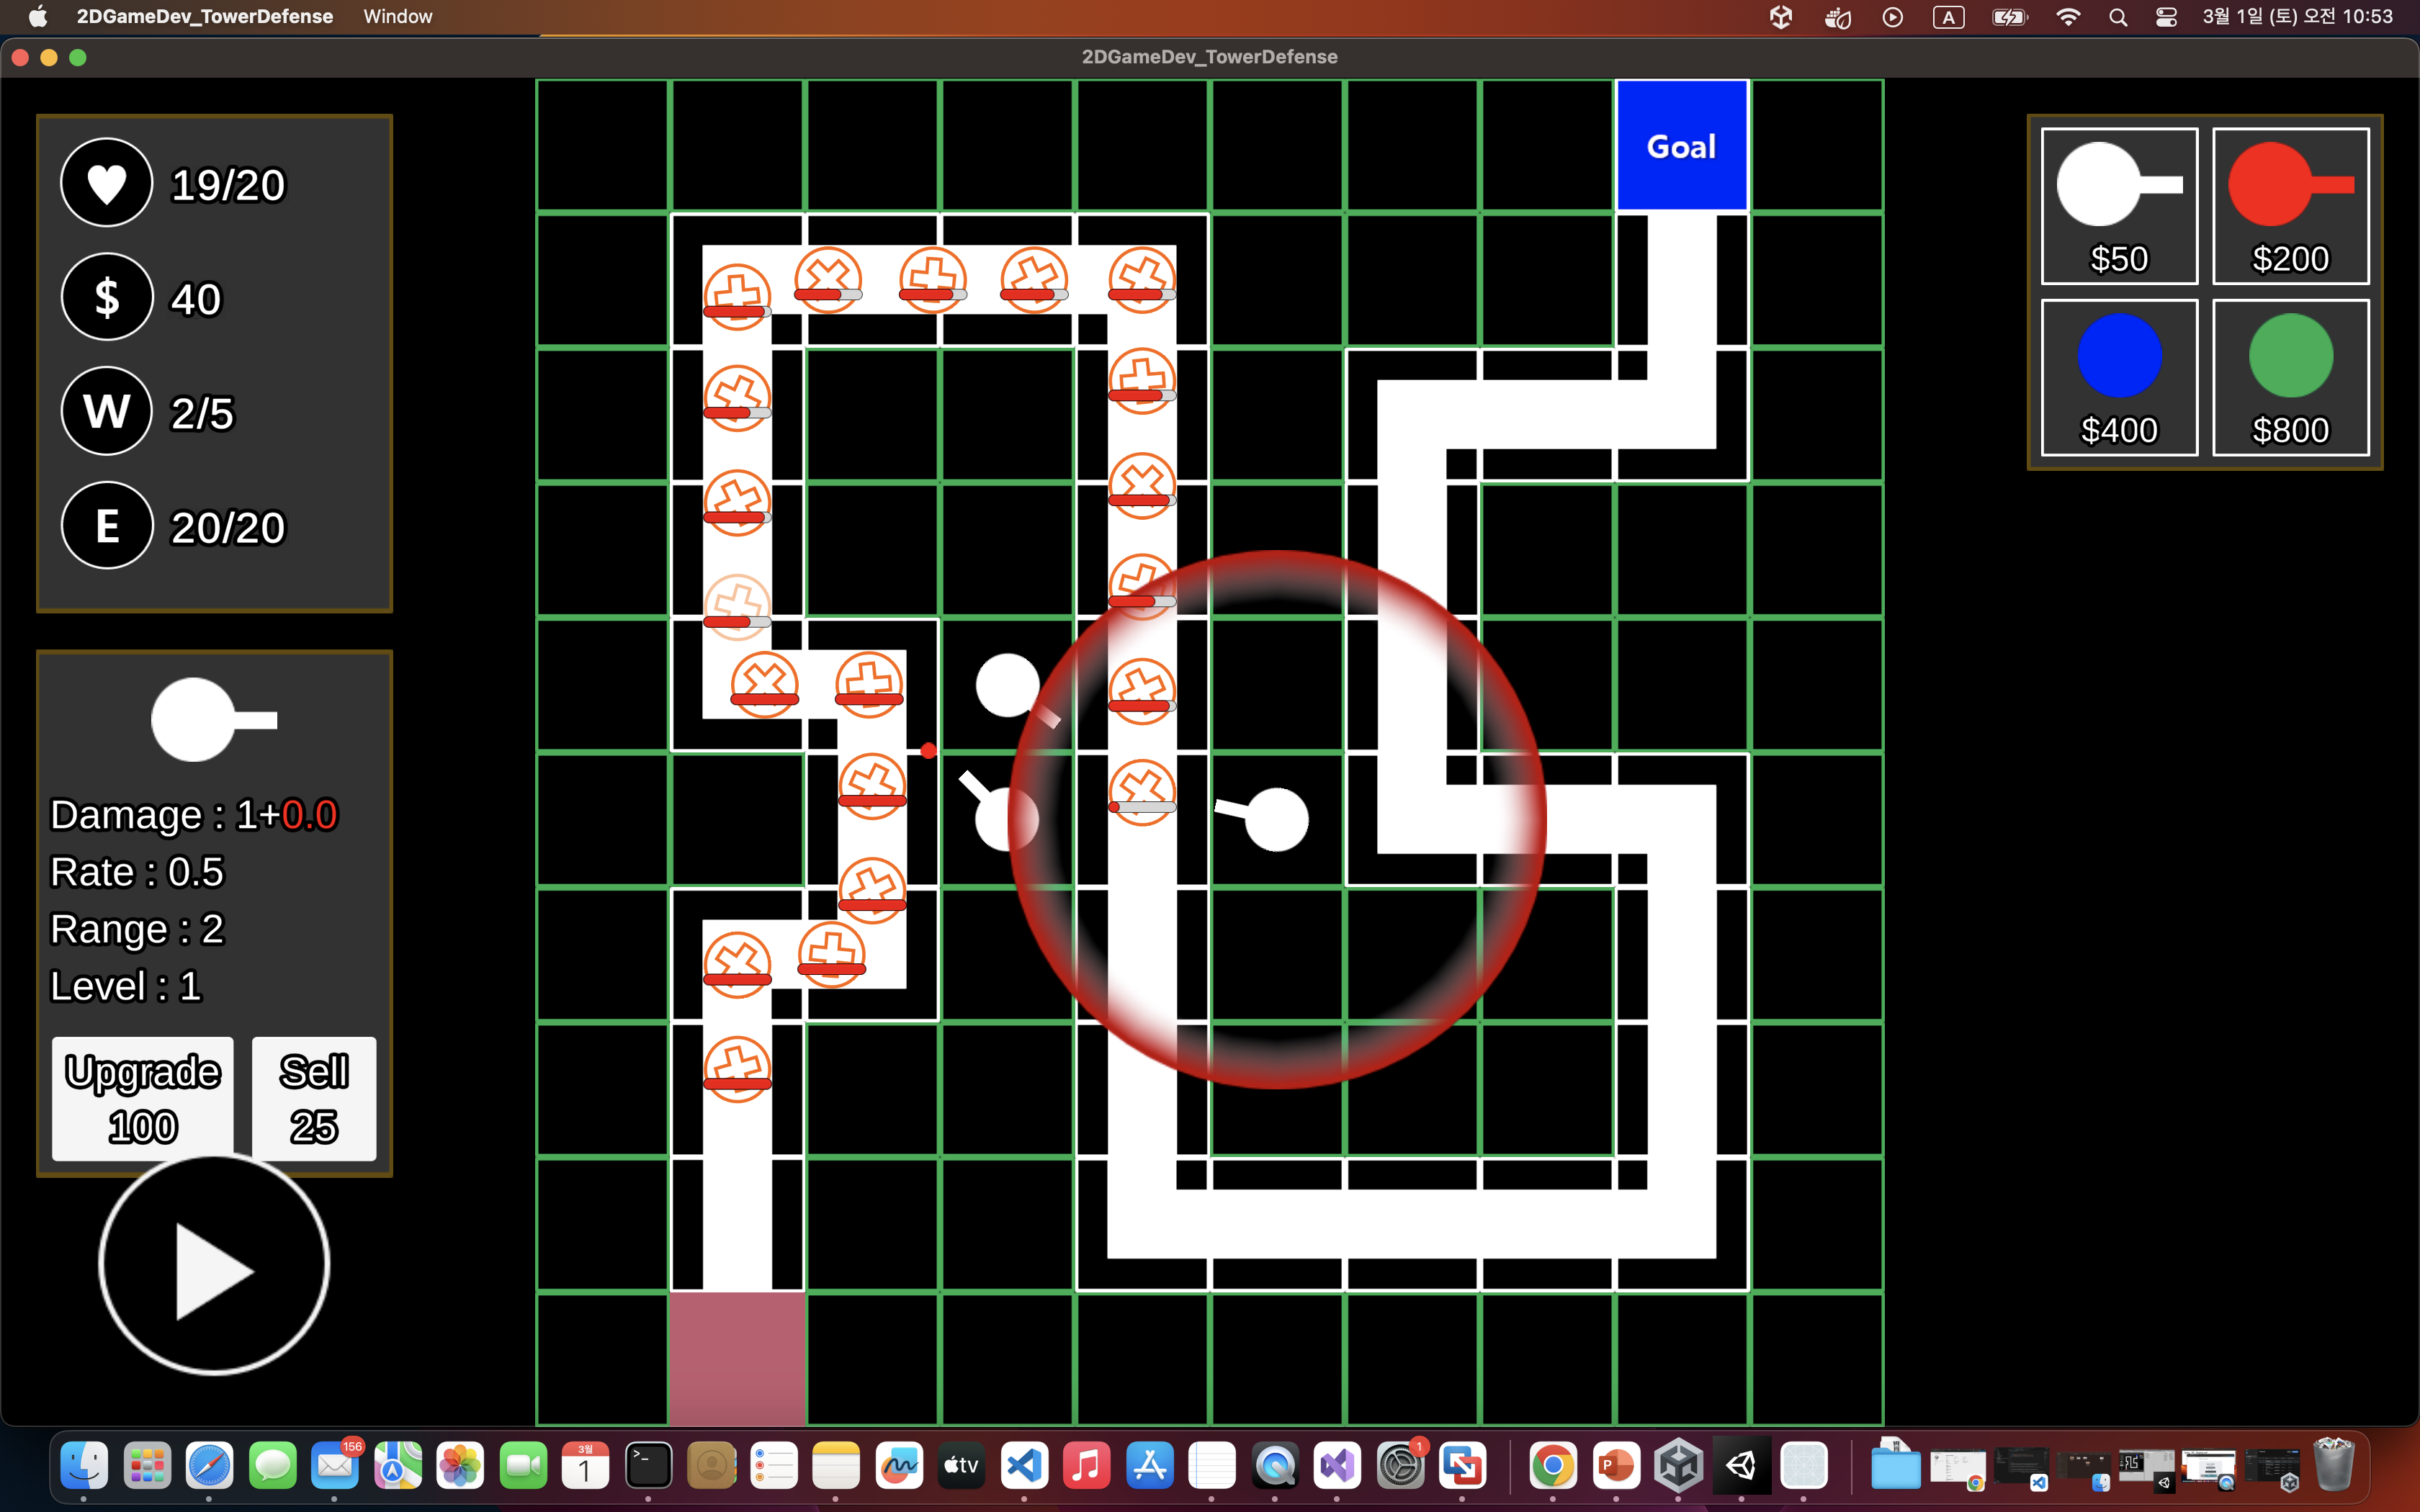 2DGameDev_TowerDefense Window
A
3월 1일 (토) 오전 10:53
2DGameDev_TowerDefense
19/20
$ 40
W 2/5
E 20/20
Damage : 1+0.0
Rate : 0.5
Range : 2
Level : 1
Upgrade
100
Sell
25
Goal
$50
$200
$400
$800
156
3월
1
>_
tv
1
P